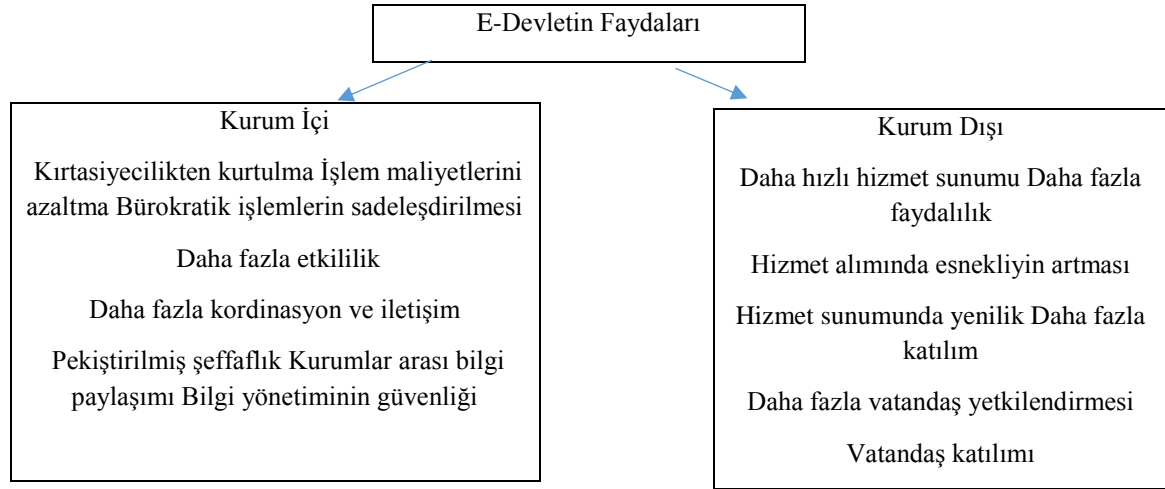 E-Devletin Faydaları
Kurum İçi
Kırtasiyecilikten kurtulma İşlem maliyetlerini
azaltma Bürokratik işlemlerin sadeleşdirilmesi
Daha fazla etkililik
Daha fazla kordinasyon ve iletişim
Pekiştirilmiş şeffaflık Kurumlar arası bilgi
paylaşımı Bilgi yönetiminin güvenliği
Kurum Dışı
Daha hızlı hizmet sunumu Daha fazla
faydalılık
Hizmet alımında esnekliyin artması
Hizmet sunumunda yenilik Daha fazla
katılım
Daha fazla vatandaş yetkilendirmesi
Vatandaş katılımı